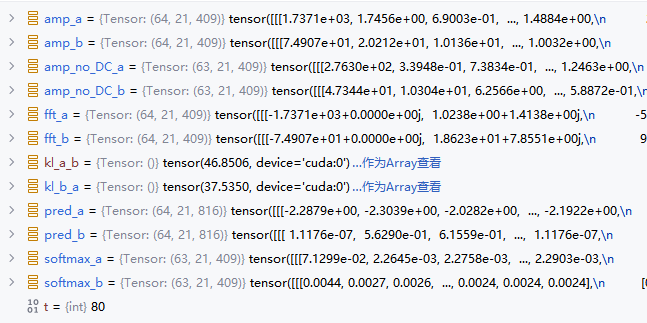 amp_a = {Tensor: (64, 21, 409)} tensor([[[1.7371e+03, 1.7456e+00, 6.9003e-01, ..., 1.4884e+00,\n
amp_b = {Tensor: (64, 21, 409)} tensor([[[7.4907e+01, 2.0212e+01, 1.0136e+01, ..., 1.0032e+00,\n
amp_no_DC_a = {Tensor: (63, 21, 409)} tensor([[[2.7630e+02, 3.3948e-01, 7.3834e-01, ..., 1.2463e+00,\n
amp_no_DC_b = {Tensor: (63, 21, 409)} tensor([[[4.7344e+01, 1.0304e+01, 6.2566e+00, ..., 5.8872e-01,\n
fft_a = {Tensor: (64, 21, 409)} tensor([[[-1.7371e+03+0.0000e+00j, 1.0238e+00+1.4138e+00j,\n -5
fft_b = {Tensor: (64, 21, 409)} tensor([[[-7.4907e+01+0.0000e+00j, 1.8623e+01+7.8551e+00j,\n 9
kl_a_b = {Tensor: ()} tensor(46.8506, device='cuda:0') ...作为Array查看
kl_b_a = {Tensor: ()} tensor(37.5350, device='cuda:0') ...作为Array查看
pred_a = {Tensor: (64, 21, 816)} tensor([[[-2.2879e+00, -2.3039e+00, -2.0282e+00, ..., -2.1922e+00,\n
pred_b = {Tensor: (64, 21, 816)} tensor([[[ 1.1176e-07, 5.6290e-01, 6.1559e-01, ..., 1.1176e-07,\n
softmax_a = {Tensor: (63, 21, 409)} tensor([[[7.1299e-02, 2.2645e-03, 2.2758e-03, ..., 2.2903e-03,\n
softmax_b = {Tensor: (63, 21, 409)} tensor([[[0.0044, 0.0027, 0.0026, ..., 0.0024, 0.0024, 0.0024],\n [0
t = {int} 80